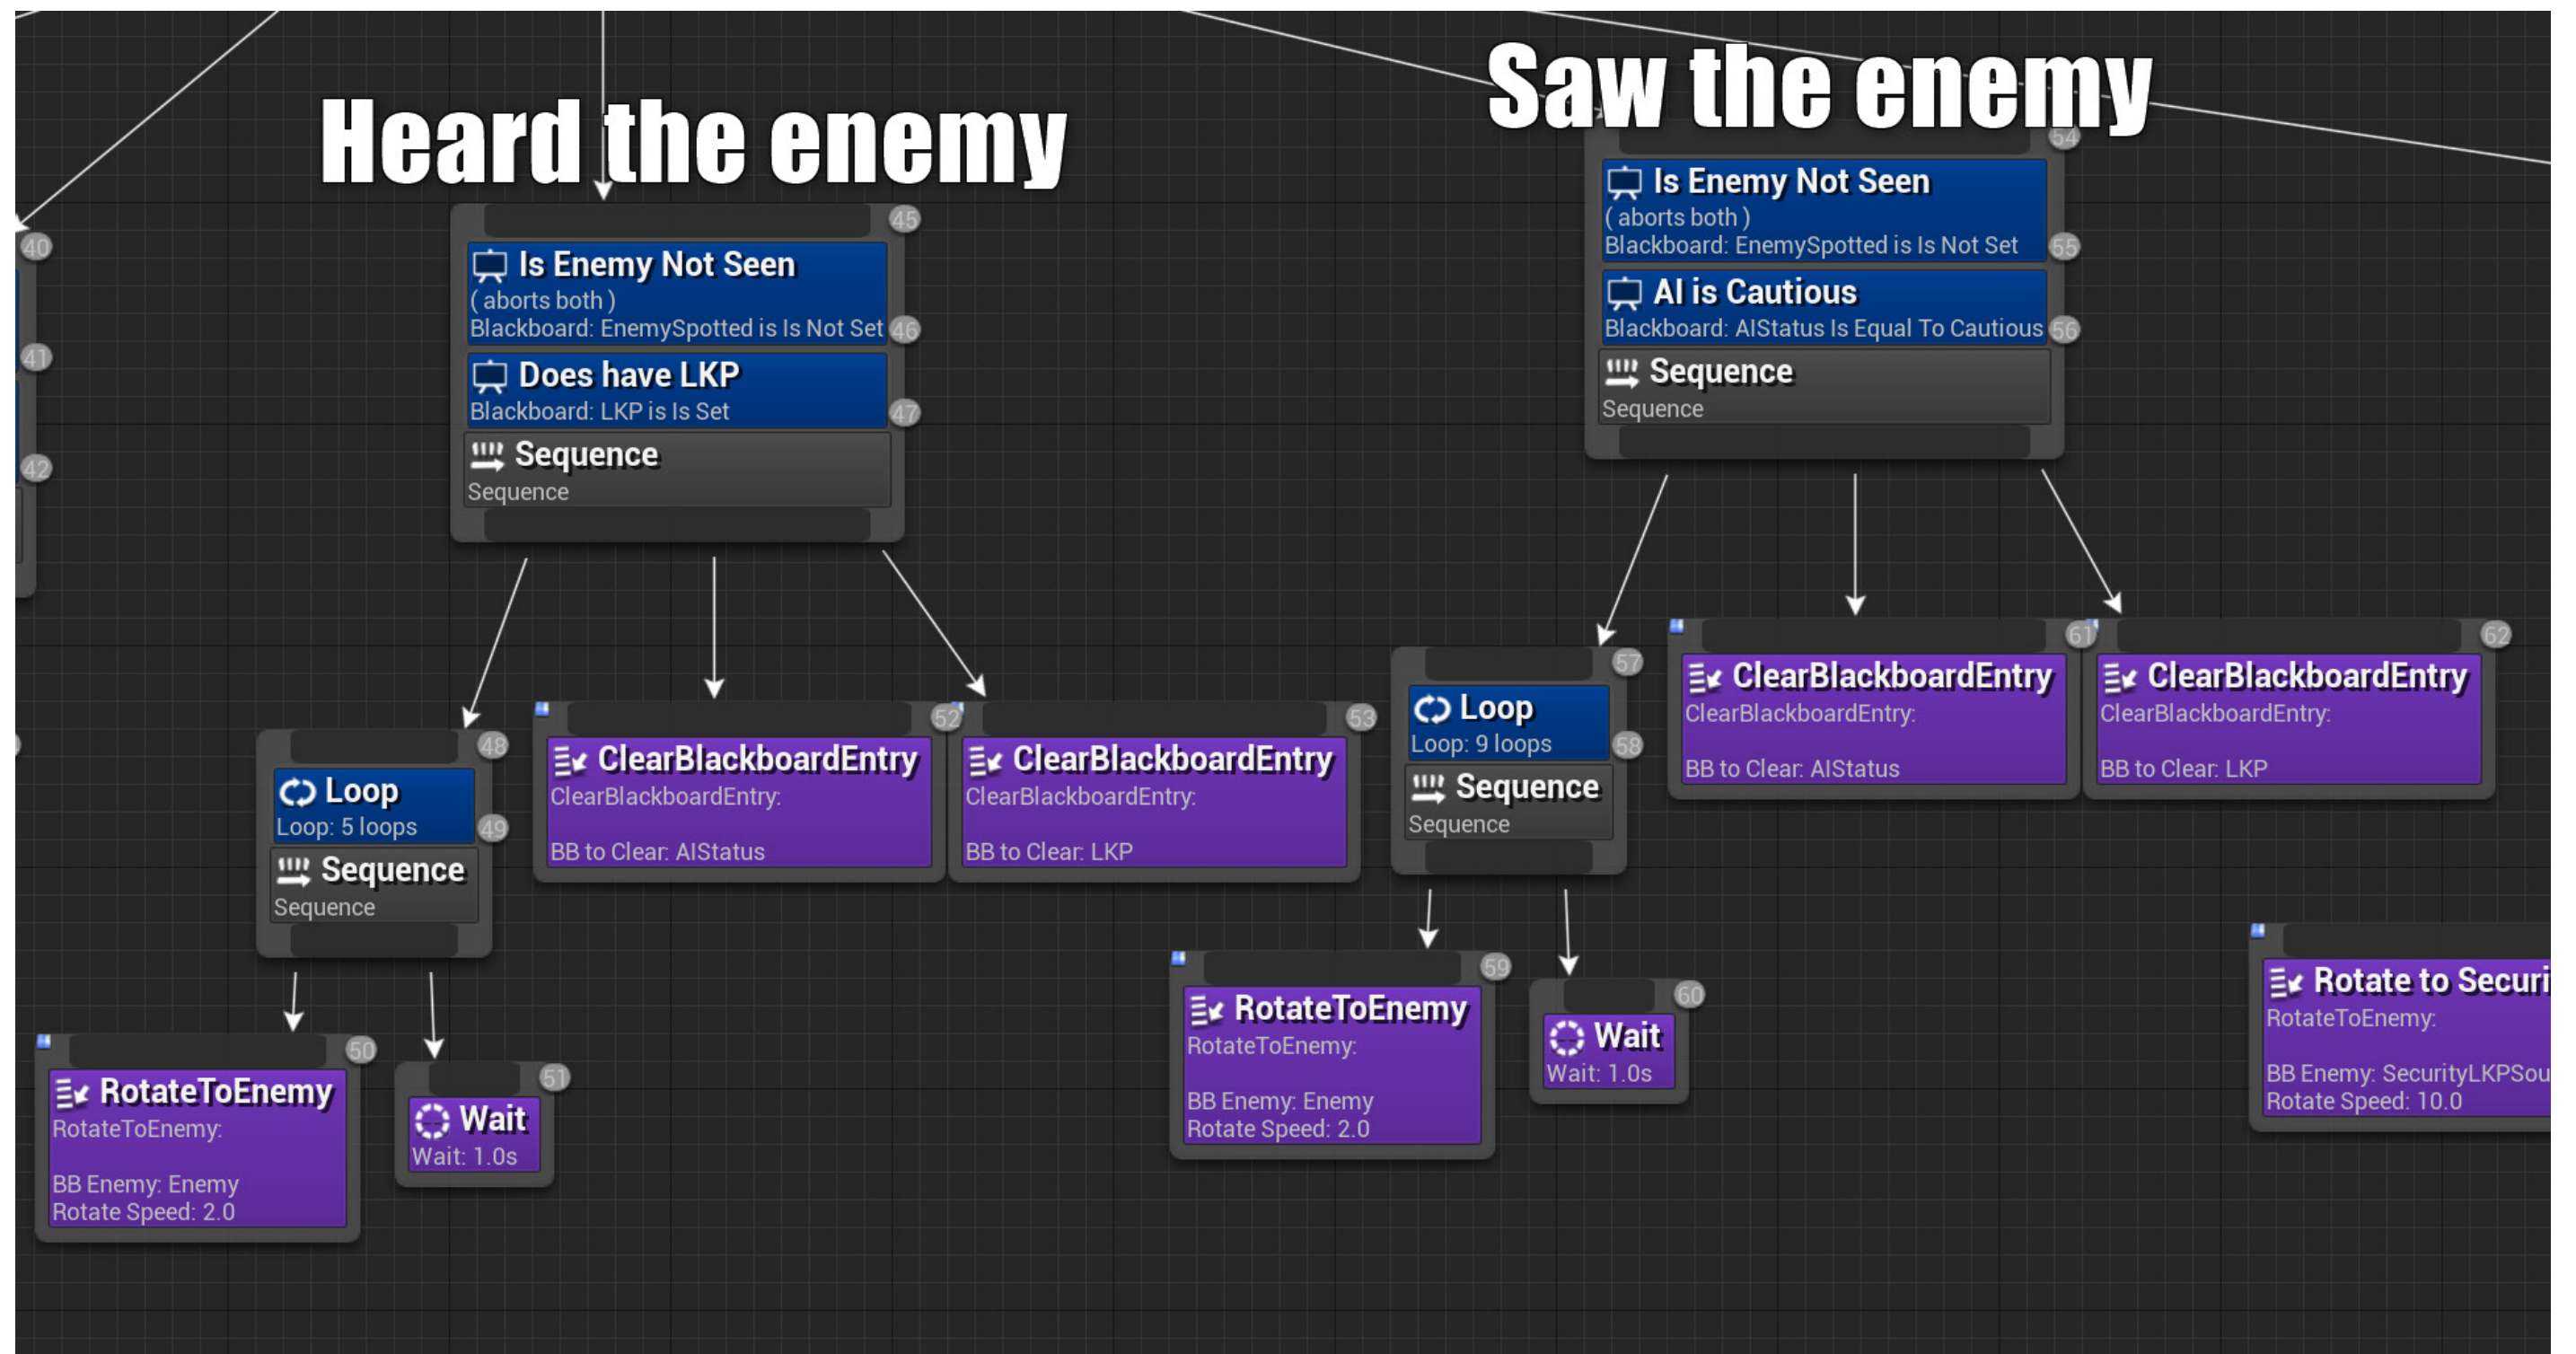 Heard the enemy
Saw the enemy
40
41
42
45
Is Enemy Not Seen
( aborts both )
Blackboard: EnemySpotted is Is Not Set
46
Does have LKP
Blackboard: LKP is Is Set
47
Sequence
Sequence
48
Loop
Loop: 5 loops
49
Sequence
Sequence
50
RotateToEnemy
RotateToEnemy:
BB Enemy: Enemy
Rotate Speed: 2.0
51
Wait
Wait: 1.0s
52
ClearBlackboardEntry
ClearBlackboardEntry:
BB to Clear: AIStatus
53
ClearBlackboardEntry
ClearBlackboardEntry:
BB to Clear: LKP
54
Is Enemy Not Seen
( aborts both )
Blackboard: EnemySpotted is Is Not Set
55
AI is Cautious
Blackboard: AIStatus Is Equal To Cautious
56
Sequence
Sequence
57
Loop
Loop: 9 loops
58
Sequence
Sequence
59
RotateToEnemy
RotateToEnemy:
BB Enemy: Enemy
Rotate Speed: 2.0
60
Wait
Wait: 1.0s
61
ClearBlackboardEntry
ClearBlackboardEntry:
BB to Clear: AIStatus
62
ClearBlackboardEntry
ClearBlackboardEntry:
BB to Clear: LKP
Rotate to Securi
RotateToEnemy:
BB Enemy: SecurityLKPSou
Rotate Speed: 10.0